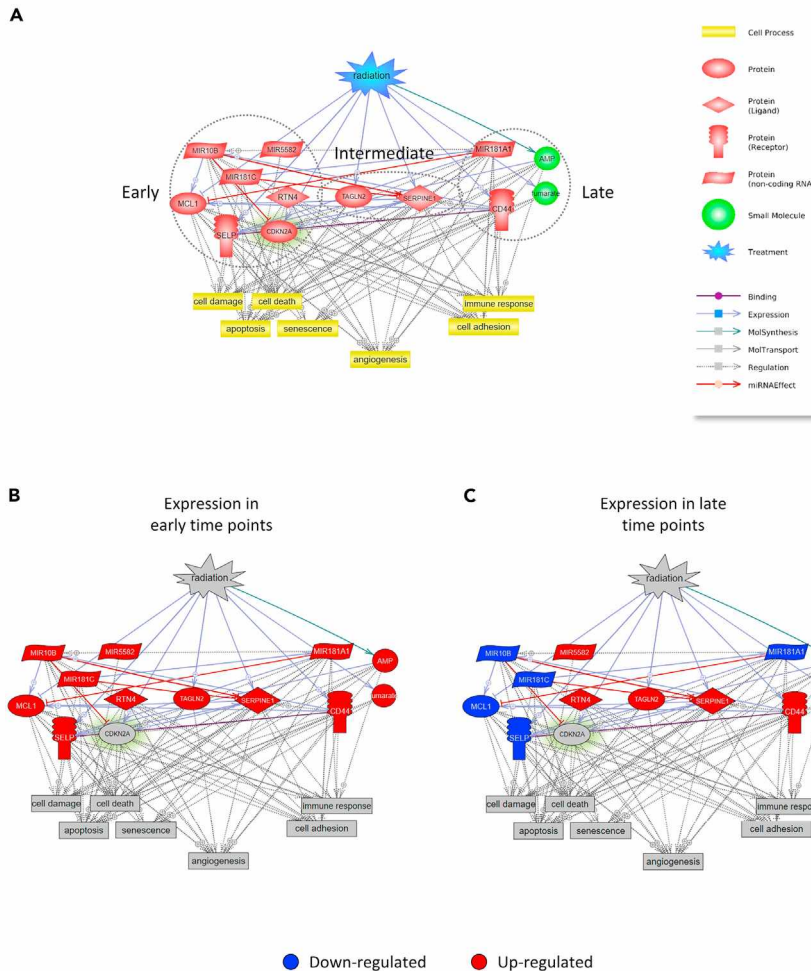 A
radiation
MIR10B
MIR5582
MIR181A1
AMP
Intermediate
MIR181C
Early
Late
MCL1
RTN4
TAGLN2
SERPINE1
fumarate
CD44
SELP
CDKN2A
cell damage
cell death
immune response
apoptosis
senescence
cell adhesion
angiogenesis
Cell Process
Protein
Protein
(Ligand)
Protein
(Receptor)
Protein
(non-coding RNA
Small Molecule
Treatment
Binding
Expression
MolSynthesis
MolTransport
Regulation
miRNAEffect
B
Expression in
early time points
radiation
MIR10B
MIR5582
MIR181A1
AMP
MIR181C
MCL1
RTN4
TAGLN2
SERPINE1
fumarate
CD44
SELP
CDKN2A
cell damage
cell death
immune response
apoptosis
senescence
cell adhesion
angiogenesis
C
Expression in late
time points
radiation
MIR10B
MIR5582
MIR181A1
MIR181C
MCL1
RTN4
TAGLN2
SERPINE1
CD44
SELP
CDKN2A
cell damage
cell death
immune respo
apoptosis
senescence
cell adhesion
angiogenesis
Down-regulated
Up-regulated